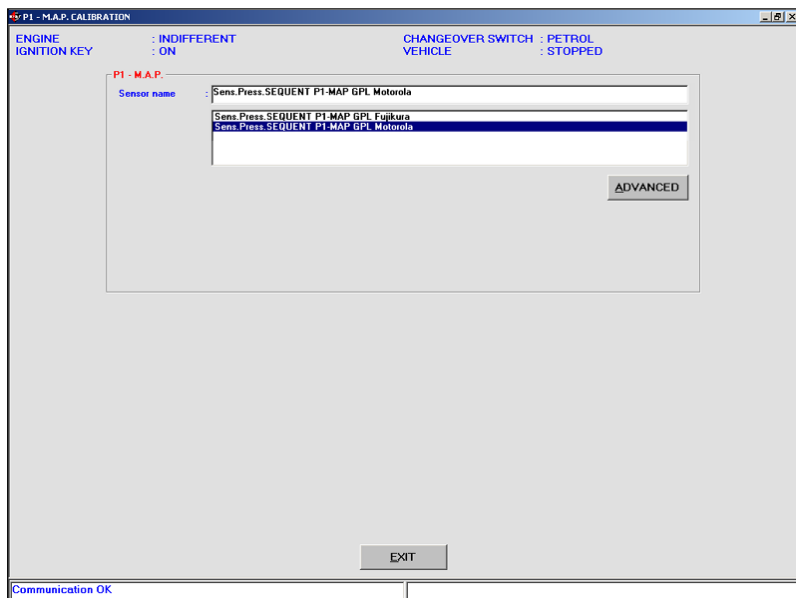 P1 - M.A.P. CALIBRATION
ENGINE : INDIFFERENT CHANGEOVER SWITCH : PETROL
IGNITION KEY : ON VEHICLE : STOPPED
P1 - M.A.P.
Sensor name : Sens.Press.SEQUENT P1-MAP GPL Motorola
Sens.Press.SEQUENT P1-MAP GPL Fujikura
Sens.Press.SEQUENT P1-MAP GPL Motorola
ADVANCED
EXIT
Communication OK